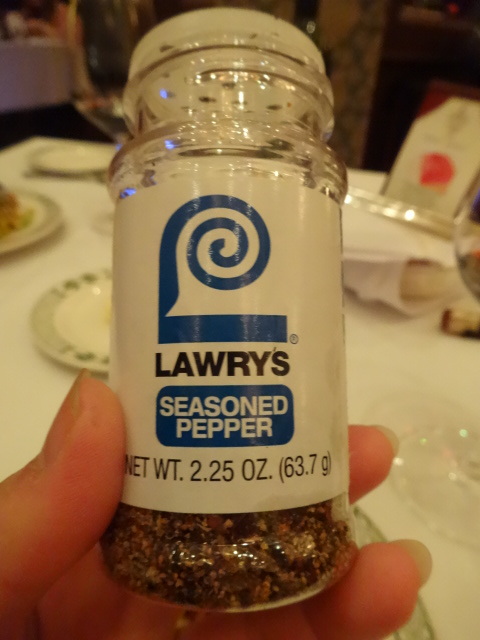 ®
LAWRY'S
SEASONED
PEPPER
NET WT. 2.25 OZ. (63.7 g)